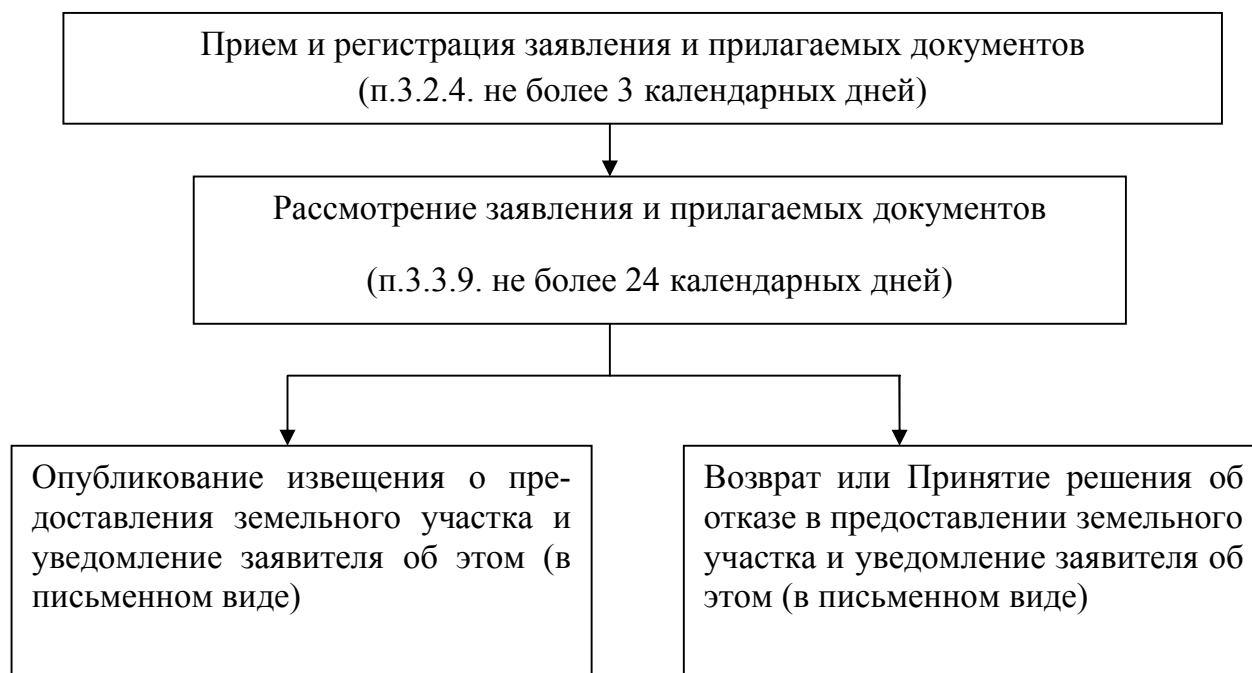 Прием и регистрация заявления и прилагаемых документов
(п.3.2.4. не более 3 календарных дней)
Рассмотрение заявления и прилагаемых документов
(п.3.3.9. не более 24 календарных дней)
Опубликование извещения о пре-
доставления земельного участка и
уведомление заявителя об этом (в
письменном виде)
Возврат или Принятие решения об
отказе в предоставлении земельного
участка и уведомление заявителя об
этом (в письменном виде)